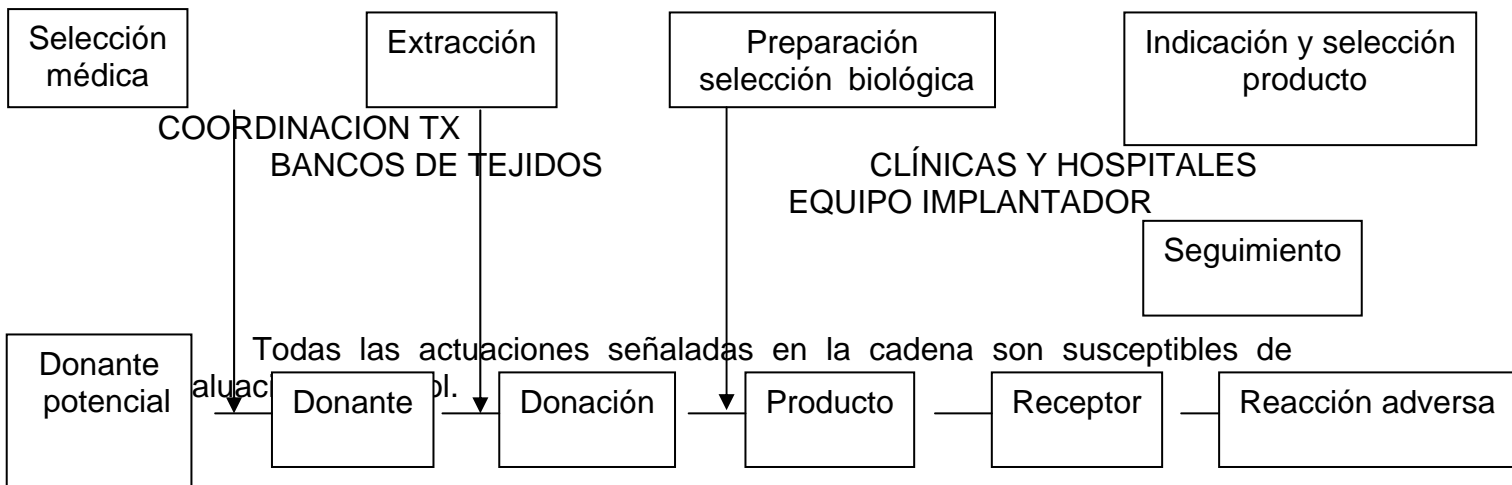 Selección
médica
Extracción
Preparación
selección biológica
Indicación y selección
producto
COORDINACION TX
BANCOS DE TEJIDOS
CLÍNICAS Y HOSPITALES
EQUIPO IMPLANTADOR
Seguimiento
Todas las actuaciones señaladas en la cadena son susceptibles de
Donante
potencial
Donante
Donación
Producto
Receptor
Reacción adversa